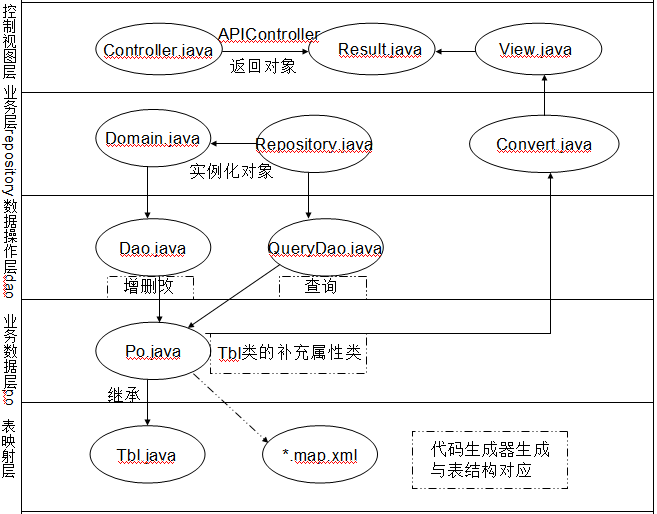 控制视图层
APIController
Controller.java
Result.java
View.java
返回对象
业务层repository
Domain.java
Repository.java
Convert.java
实例化对象
数据操作层dao
Dao.java
QueryDao.java
增删改
查询
业务数据层po
Po.java
Tbl类的补充属性类
继承
表映射层
Tbl.java
*.map.xml
代码生成器生成
与表结构对应